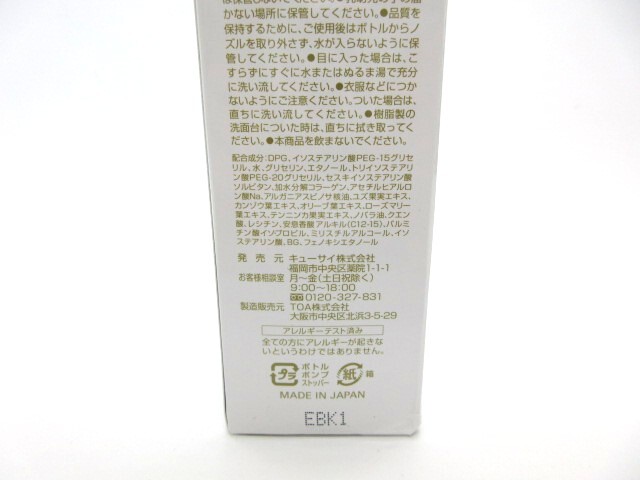 かない場所に保管してください。●品質を
保持するために、ご使用後はボトルからノ
ズルを取り外さず、水が入らないように保
管してください。●目に入った場合は、こ
すらずにすぐに水またはぬるま湯で充分
に洗い流してください。●衣服などにつか
ないようにご注意ください。ついた場合は、
直ちに洗い流してください。●樹脂製の
洗面台についた時は、直ちに拭き取ってく
ださい。●本商品を飲まないでください。
配合成分:DPG、イソステアリン酸PEG-15グリセ
リル、水、グリセリン、エタノール、トリイソステアリ
ン酸PEG-20グリセリル、セスキイソステアリン酸
ソルビタン、加水分解コラーゲン、アセチルヒアルロ
ン酸Na、アルガニアスピノサ核油、ユズ果実エキス、
カンゾウ葉エキス、オリーブ葉エキス、ローズマリー
葉エキス、テンニンカ果実エキス、ノバラ油、クエン
酸、レシチン、安息香酸アルキル(C12-15)、パルミ
チン酸イソプロピル、ミリスチルアルコール、イソ
ステアリン酸、BG、フェノキシエタノール
発売元 キューサイ株式会社
福岡市中央区薬院1-1-1
お客様相談室 月〜金(土日祝除く)
9:00〜18:00
0120-327-831
製造販売元 TOA株式会社
大阪市中央区北浜3-5-29
アレルギーテスト済み
全ての方にアレルギーが起きな
いというわけではありません。
プラ ボトル
ポンプ
ストッパー
紙 箱
MADE IN JAPAN
EBK1